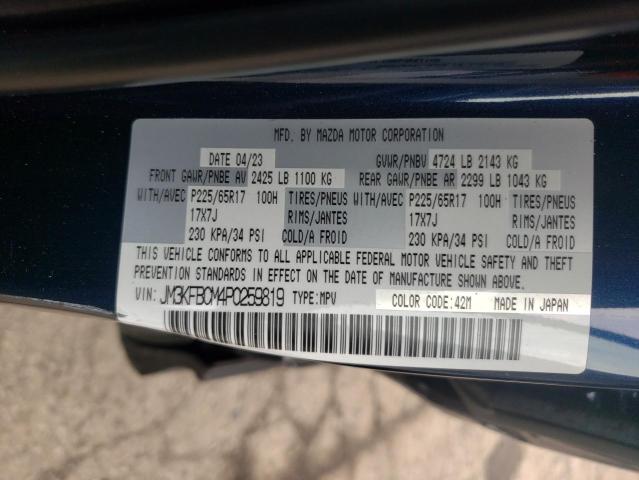 MFD. BY MAZDA MOTOR CORPORATION
DATE 04/23 GVWR/PNBV 4724 LB 2143 KG
FRONT GAWR/PNBE AV 2425 LB 1100 KG REAR GAWR/PNBE AR 2299 LB 1043 KG
WITH/AVEC P225/65R17 100H TIRES/PNEUS WITH/AVEC P225/65R17 100H TIRES/PNEUS
17X7J RIMS/JANTES 17X7J RIMS/JANTES
230 KPA/34 PSI COLD/A FROID 230 KPA/34 PSI COLD/A FROID
THIS VEHICLE CONFORMS TO ALL APPLICABLE FEDERAL MOTOR VEHICLE SAFETY AND THEFT
PREVENTION STANDARDS IN EFFECT ON THE DATE OF MANUFACTURE SHOWN ABOVE.
VIN: JM3KFBCM4P0259819 TYPE: MPV COLOR CODE: 42M MADE IN JAPAN